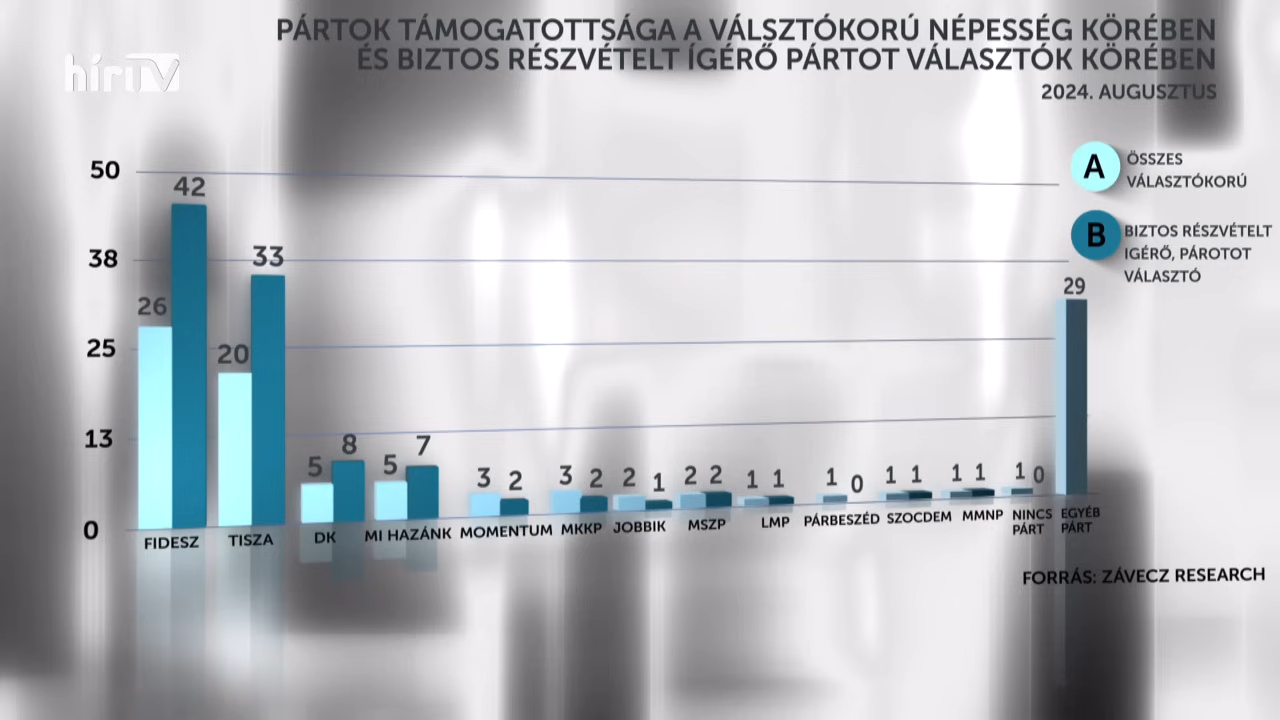 PÁRTOK TÁMOGATOTTSÁGA A VÁLSZTÓKORÚ NÉPESSÉG KÖRÉBEN
ÉS BIZTOS RÉSZVÉTELT ÍGÉRŐ PÁRTOT VÁLASZTÓK KÖRÉBEN
2024. AUGUSZTUS
hírTV
A ÖSSZES
VÁLASZTÓKORÚ
B BIZTOS RÉSZVÉTELT
IGÉRŐ, PÁROTOT
VÁLASZTÓ
50
38
25
13
0
26 42
20 33
5 8
5 7
3 2
3 2
2 1
2 2
1 1
1 0
1 1
1 1
1 0
29
FIDESZ
TISZA
DK
MI HAZÁNK
MOMENTUM
MKKP
JOBBIK
MSZP
LMP
PÁRBESZÉD
SZOCDEM
MMNP
NINCS
PÁRT
EGYÉB
PÁRT
FORRÁS: ZÁVECZ RESEARCH